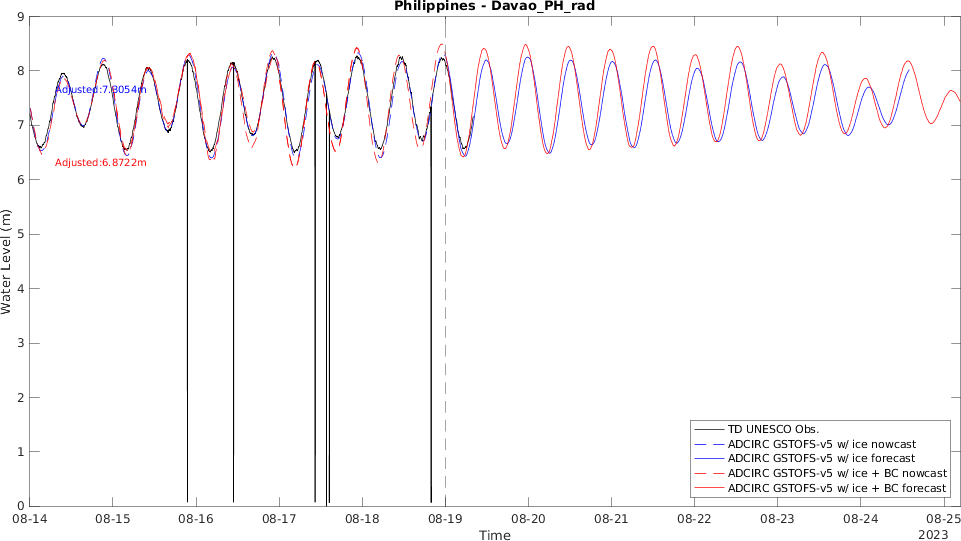 Philippines - Davao_PH_rad
Water Level (m)
9
8
7
6
5
4
3
2
1
0
Adjusted:7.8054m
Adjusted:6.8722m
TD UNESCO Obs.
ADCIRC GSTOFS-v5 w/ ice nowcast
ADCIRC GSTOFS-v5 w/ ice forecast
ADCIRC GSTOFS-v5 w/ ice + BC nowcast
ADCIRC GSTOFS-v5 w/ ice + BC forecast
08-14 08-15 08-16 08-17 08-18 08-19 08-20 08-21 08-22 08-23 08-24 08-25
Time
2023